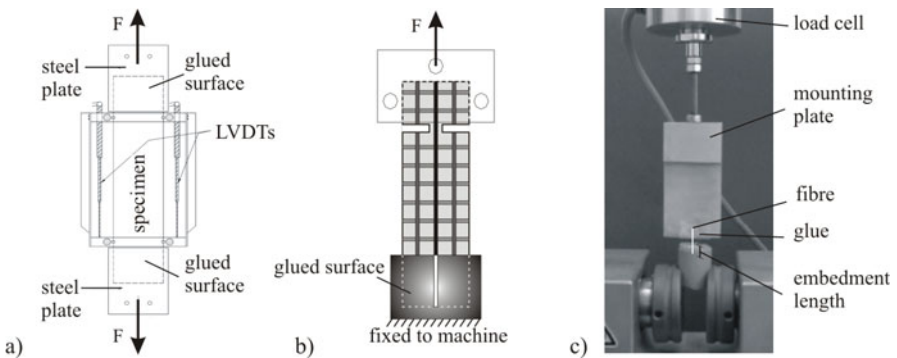 F
steel
plate
glued
surface
LVDTs
specimen
glued
surface
steel
plate
F
a)
F
glued surface
fixed to machine
b)
load cell
mounting
plate
fibre
glue
embedment
length
c)